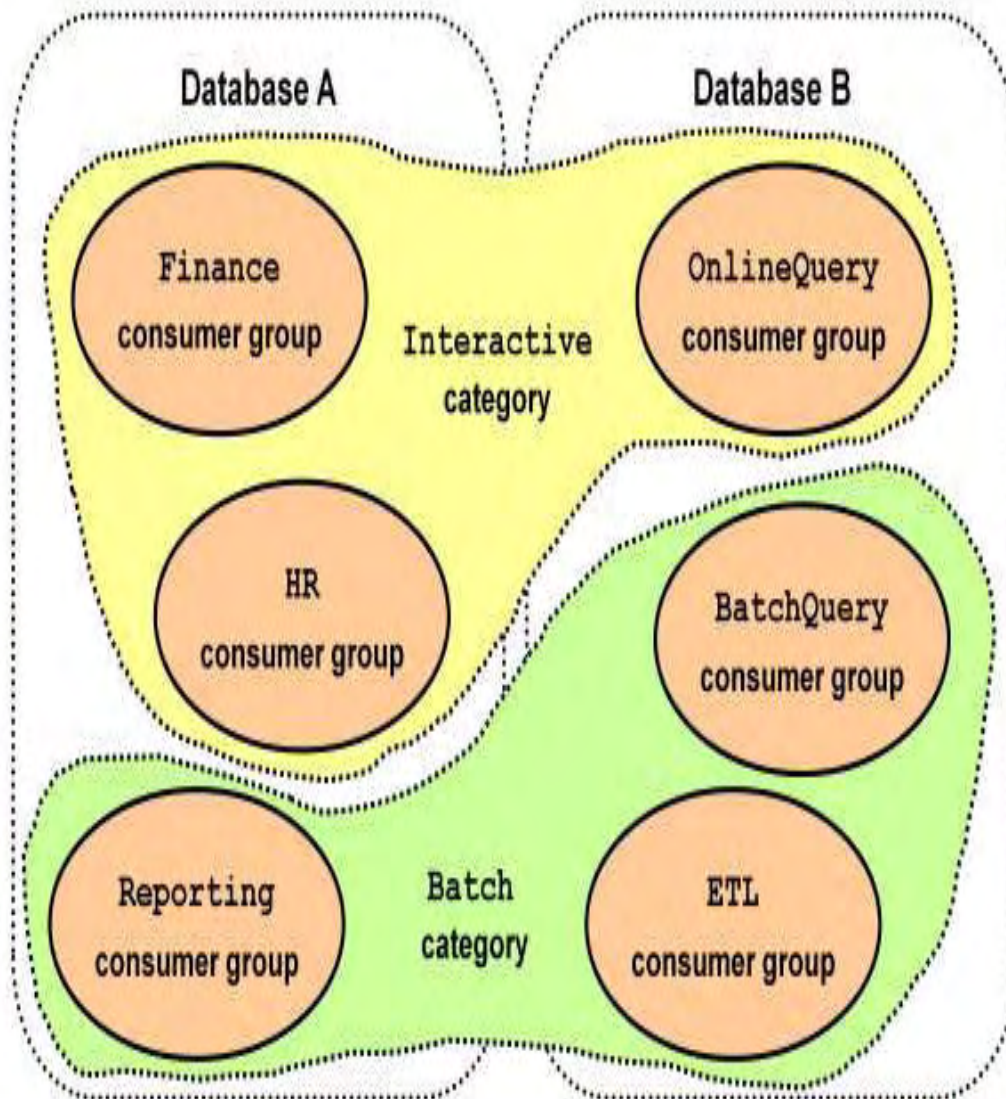 Database A
Database B
Finance
consumer group
OnlineQuery
consumer group
Interactive
category
HR
consumer group
BatchQuery
consumer group
Reporting
consumer group
Batch
category
ETL
consumer group